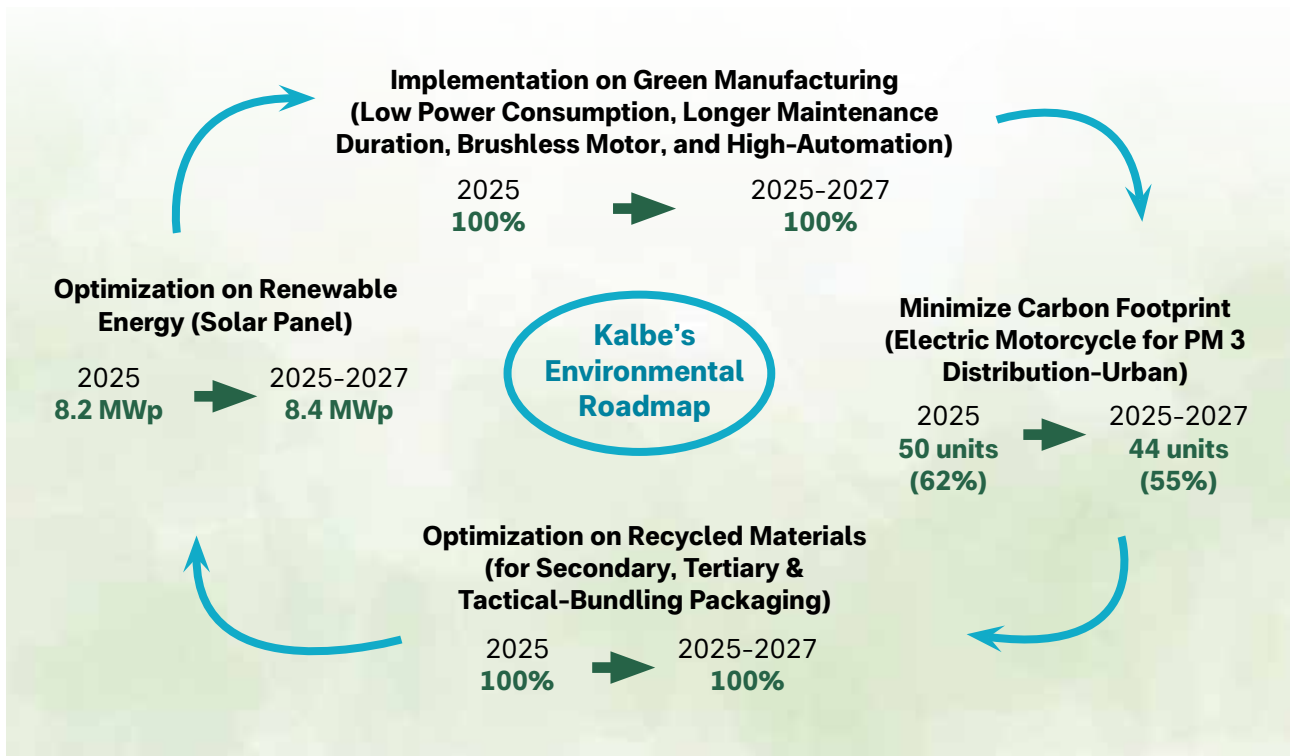 Implementation on Green Manufacturing
(Low Power Consumption, Longer Maintenance
Duration, Brushless Motor, and High-Automation)
2025
100%
2025-2027
100%
Optimization on Renewable
Energy (Solar Panel)
2025
8.2 MWp
2025-2027
8.4 MWp
Kalbe's
Environmental
Roadmap
Minimize Carbon Footprint
(Electric Motorcycle for PM 3
Distribution-Urban)
2025
50 units
(62%)
2025-2027
44 units
(55%)
Optimization on Recycled Materials
(for Secondary, Tertiary &
Tactical-Bundling Packaging)
2025
100%
2025-2027
100%